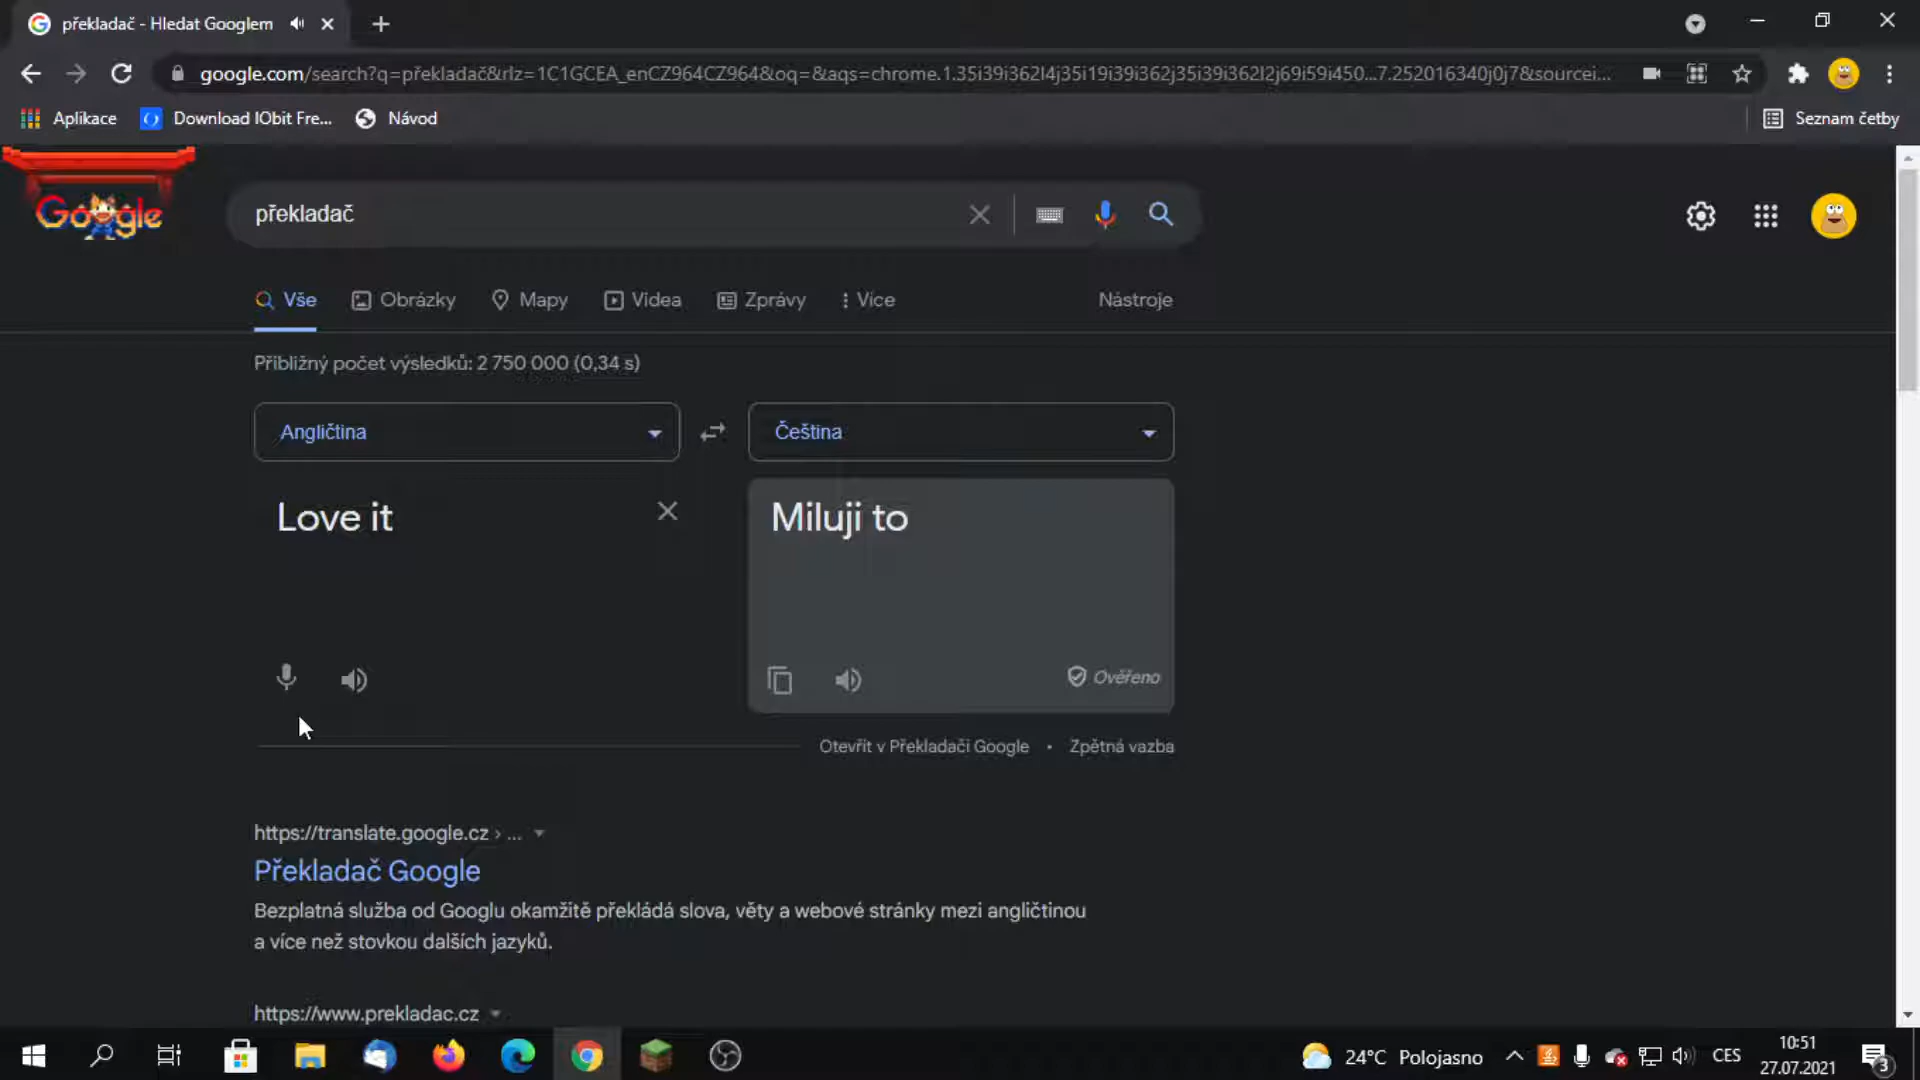 překladač - Hledat Googlem
google.com/search?q=překladač&rlz=1C1GCEA_enCZ964CZ964&oq=&aqs=chrome.1.35i39i362l4j35i19i39i362j35i39i362l2j69i59i450...7.252016340j0j7&sourcei...
Aplikace
Download IObit Fre...
Návod
Seznam četby
Google
překladač
Vše
Obrázky
Mapy
Videa
Zprávy
Více
Nástroje
Přibližný počet výsledků: 2 750 000 (0,34 s)
Angličtina
Čeština
Love it
Miluji to
Ověřeno
Otevřít v Překladači Google • Zpětná vazba
https://translate.google.cz › ...
Překladač Google
Bezplatná služba od Googlu okamžitě překládá slova, věty a webové stránky mezi angličtinou
a více než stovkou dalších jazyků.
https://www.prekladac.cz
24°C Polojasno
CES
10:51
27.07.2021
3